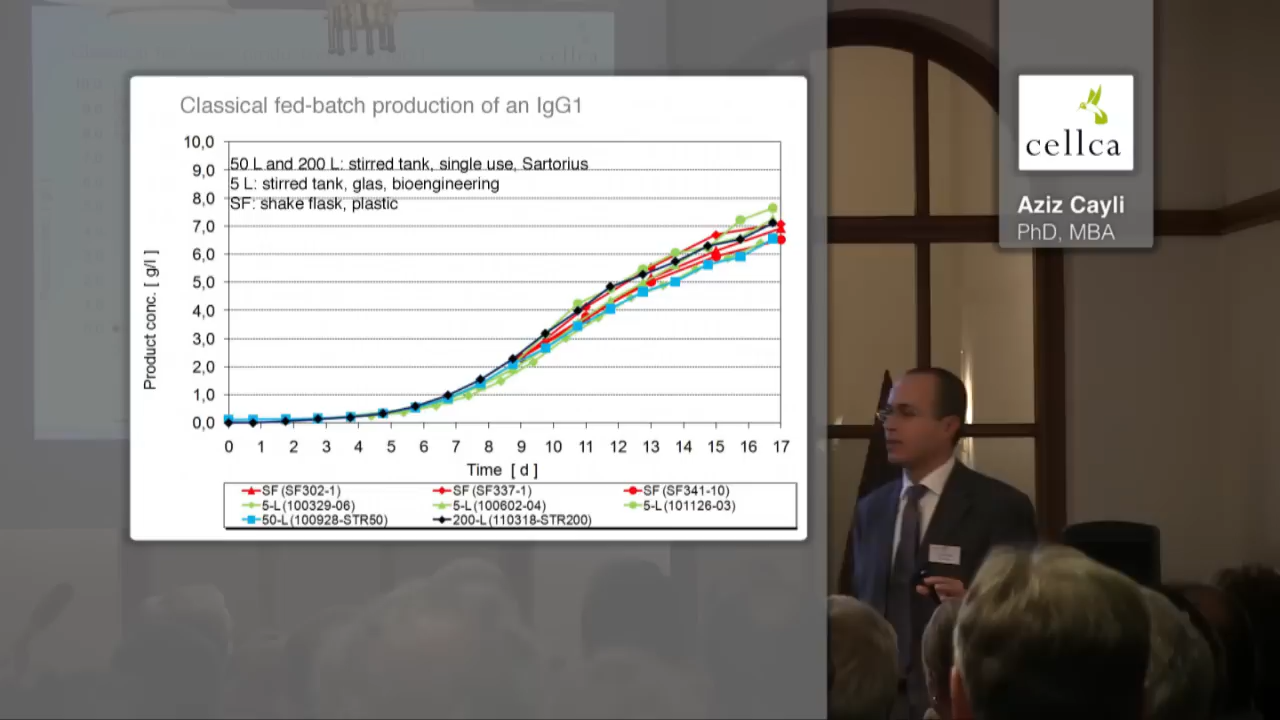 Classical fed-batch production of an IgG1
10,0
50 L and 200 L: stirred tank, single use, Sartorius
9,0
5 L: stirred tank, glas, bioengineering
8,0
SF: shake flask, plastic
7,0
6,0
5,0
4,0
3,0
2,0
1,0
0,0
Product conc. [ g/l ]
0 1 2 3 4 5 6 7 8 9 10 11 12 13 14 15 16 17
Time [ d ]
SF (SF302-1) SF (SF337-1) SF (SF341-10)
5-L (100329-06) 5-L (100602-04) 5-L (101126-03)
50-L (100928-STR50) 200-L (110318-STR200)
cellca
Aziz Cayli
PhD, MBA